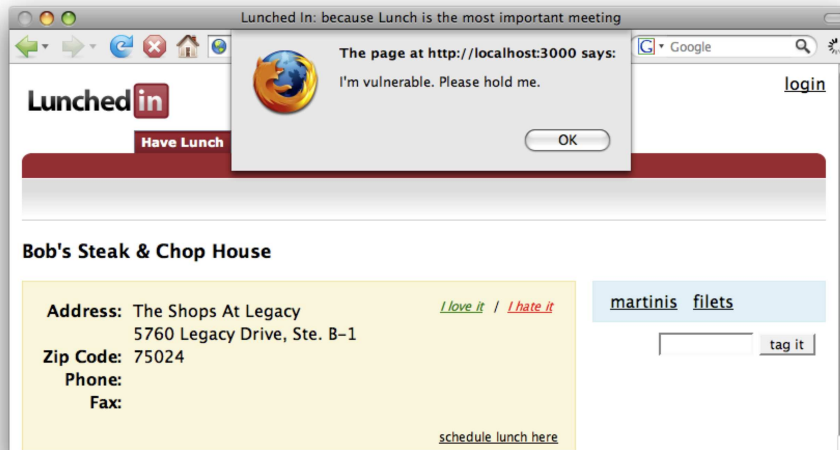 Lunched In: because Lunch is the most important meeting
G Google
The page at http://localhost:3000 says:
I'm vulnerable. Please hold me.
OK
login
Lunched in
Have Lunch
Bob's Steak & Chop House
Address: The Shops At Legacy
5760 Legacy Drive, Ste. B-1
Zip Code: 75024
Phone:
Fax:
I love it / I hate it
schedule lunch here
martinis filets
tag it